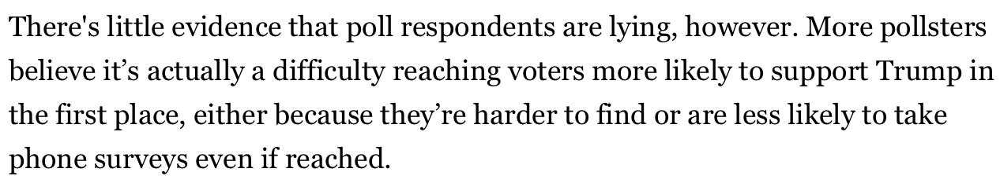 There's little evidence that poll respondents are lying, however. More pollsters
believe it’s actually a difficulty reaching voters more likely to support Trump in
the first place, either because they’re harder to find or are less likely to take
phone surveys even if reached.